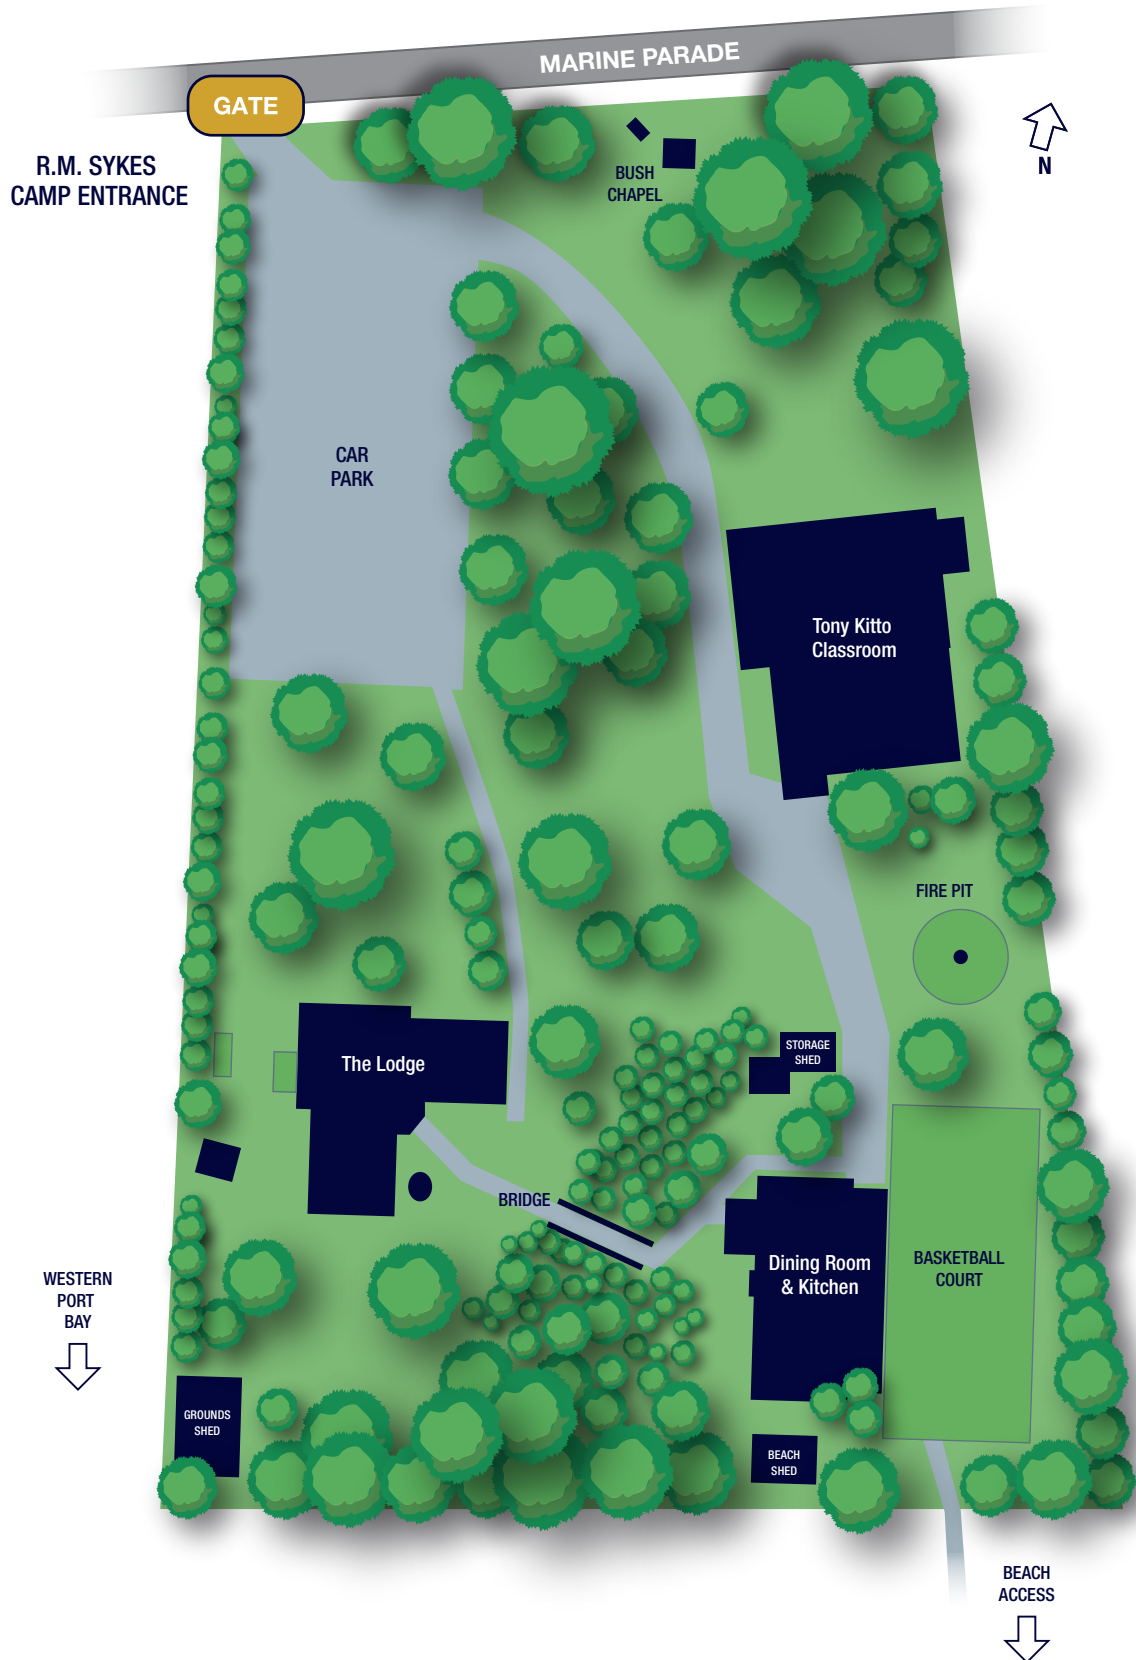 MARINE PARADE
GATE
R.M. SYKES
CAMP ENTRANCE
N
BUSH
CHAPEL
CAR
PARK
Tony Kitto
Classroom
FIRE PIT
STORAGE
SHED
The Lodge
BRIDGE
Dining Room
& Kitchen
BASKETBALL
COURT
WESTERN
PORT
BAY
GROUNDS
SHED
BEACH
SHED
BEACH
ACCESS